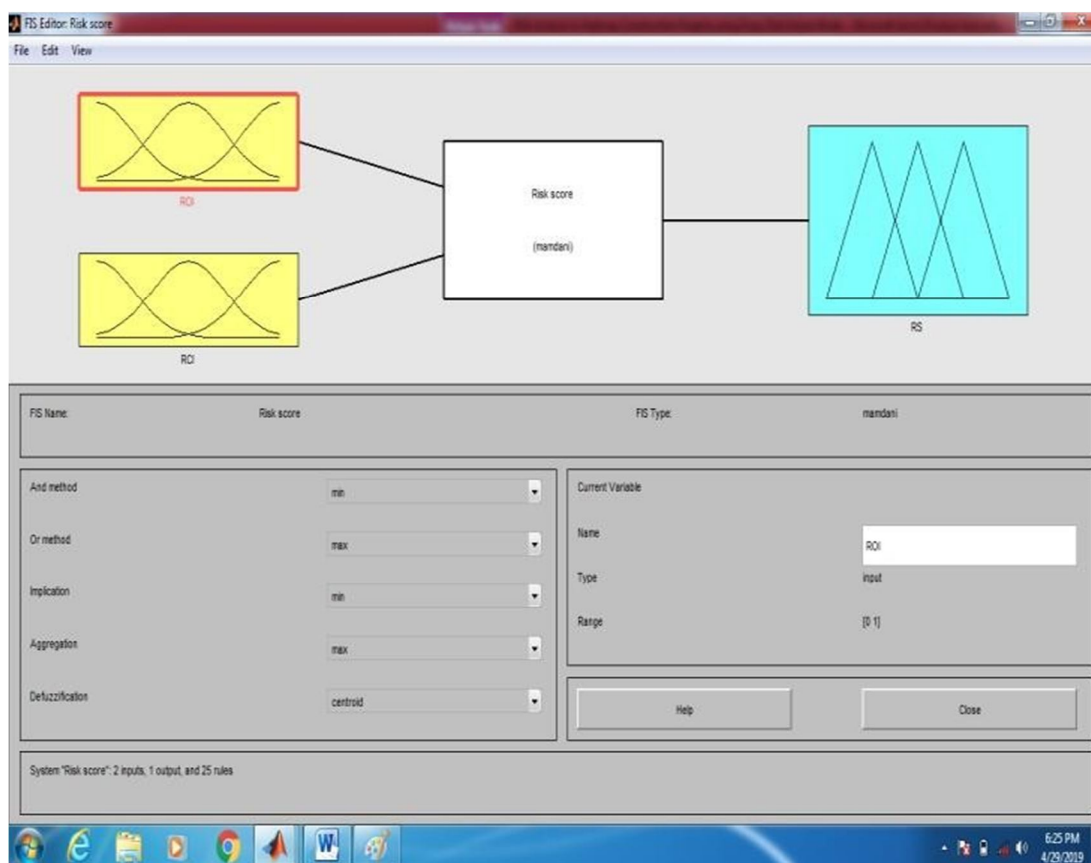 FIS Editor: Risk score
File Edit View
ROI
RCI
Risk score
(mamdani)
RS
FIS Name: Risk score FIS Type: mamdani
And method min
Or method max
Implication min
Aggregation max
Defuzzification centroid
Current Variable
Name ROI
Type input
Range [0 1]
Help Close
System "Risk score": 2 inputs, 1 output, and 25 rules
6:25 PM
4/29/2019